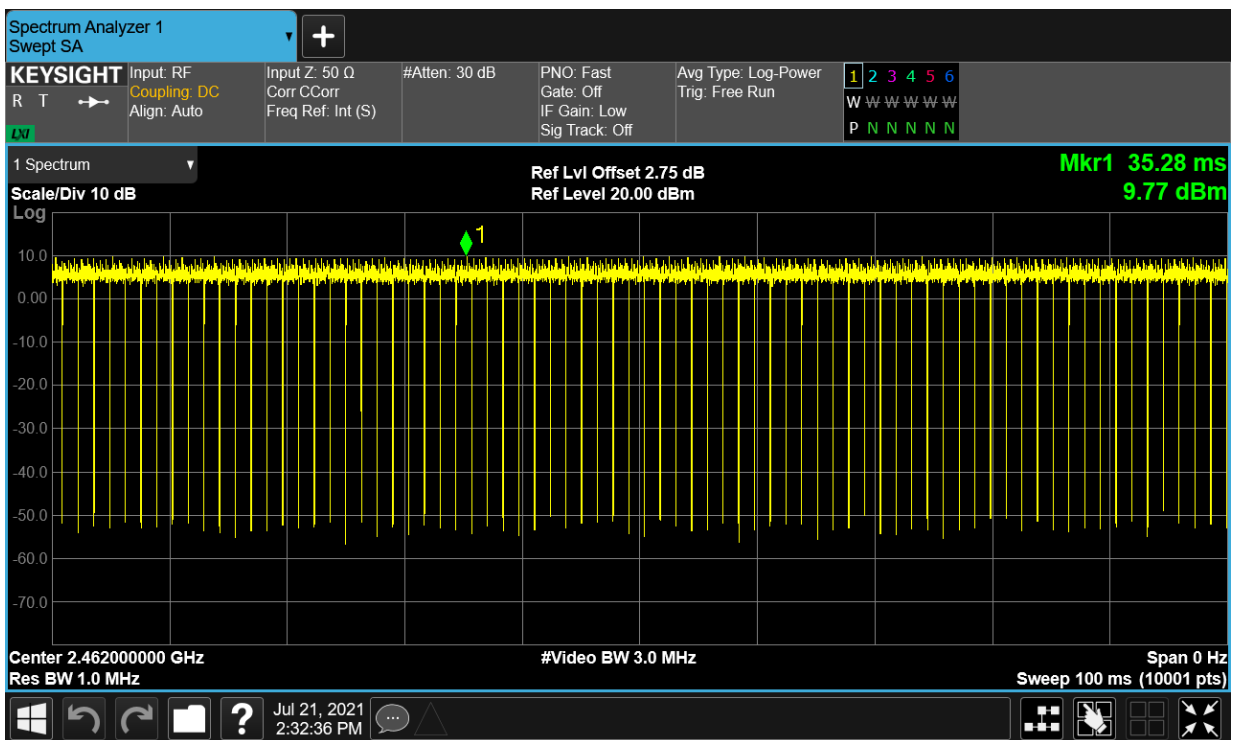 Spectrum Analyzer 1
Swept SA
KEYSIGHT
R T
LXI
Input: RF
Coupling: DC
Align: Auto
Input Z: 50 Ω
Corr CCorr
Freq Ref: Int (S)
#Atten: 30 dB
PNO: Fast
Gate: Off
IF Gain: Low
Sig Track: Off
Avg Type: Log-Power
Trig: Free Run
1 2 3 4 5 6
W W W W W W
P N N N N N
1 Spectrum
Scale/Div 10 dB
Log
Ref Lvl Offset 2.75 dB
Ref Level 20.00 dBm
Mkr1 35.28 ms
9.77 dBm
1
10.0
0.00
-10.0
-20.0
-30.0
-40.0
-50.0
-60.0
-70.0
Center 2.462000000 GHz
Res BW 1.0 MHz
#Video BW 3.0 MHz
Span 0 Hz
Sweep 100 ms (10001 pts)
?
Jul 21, 2021
2:32:36 PM